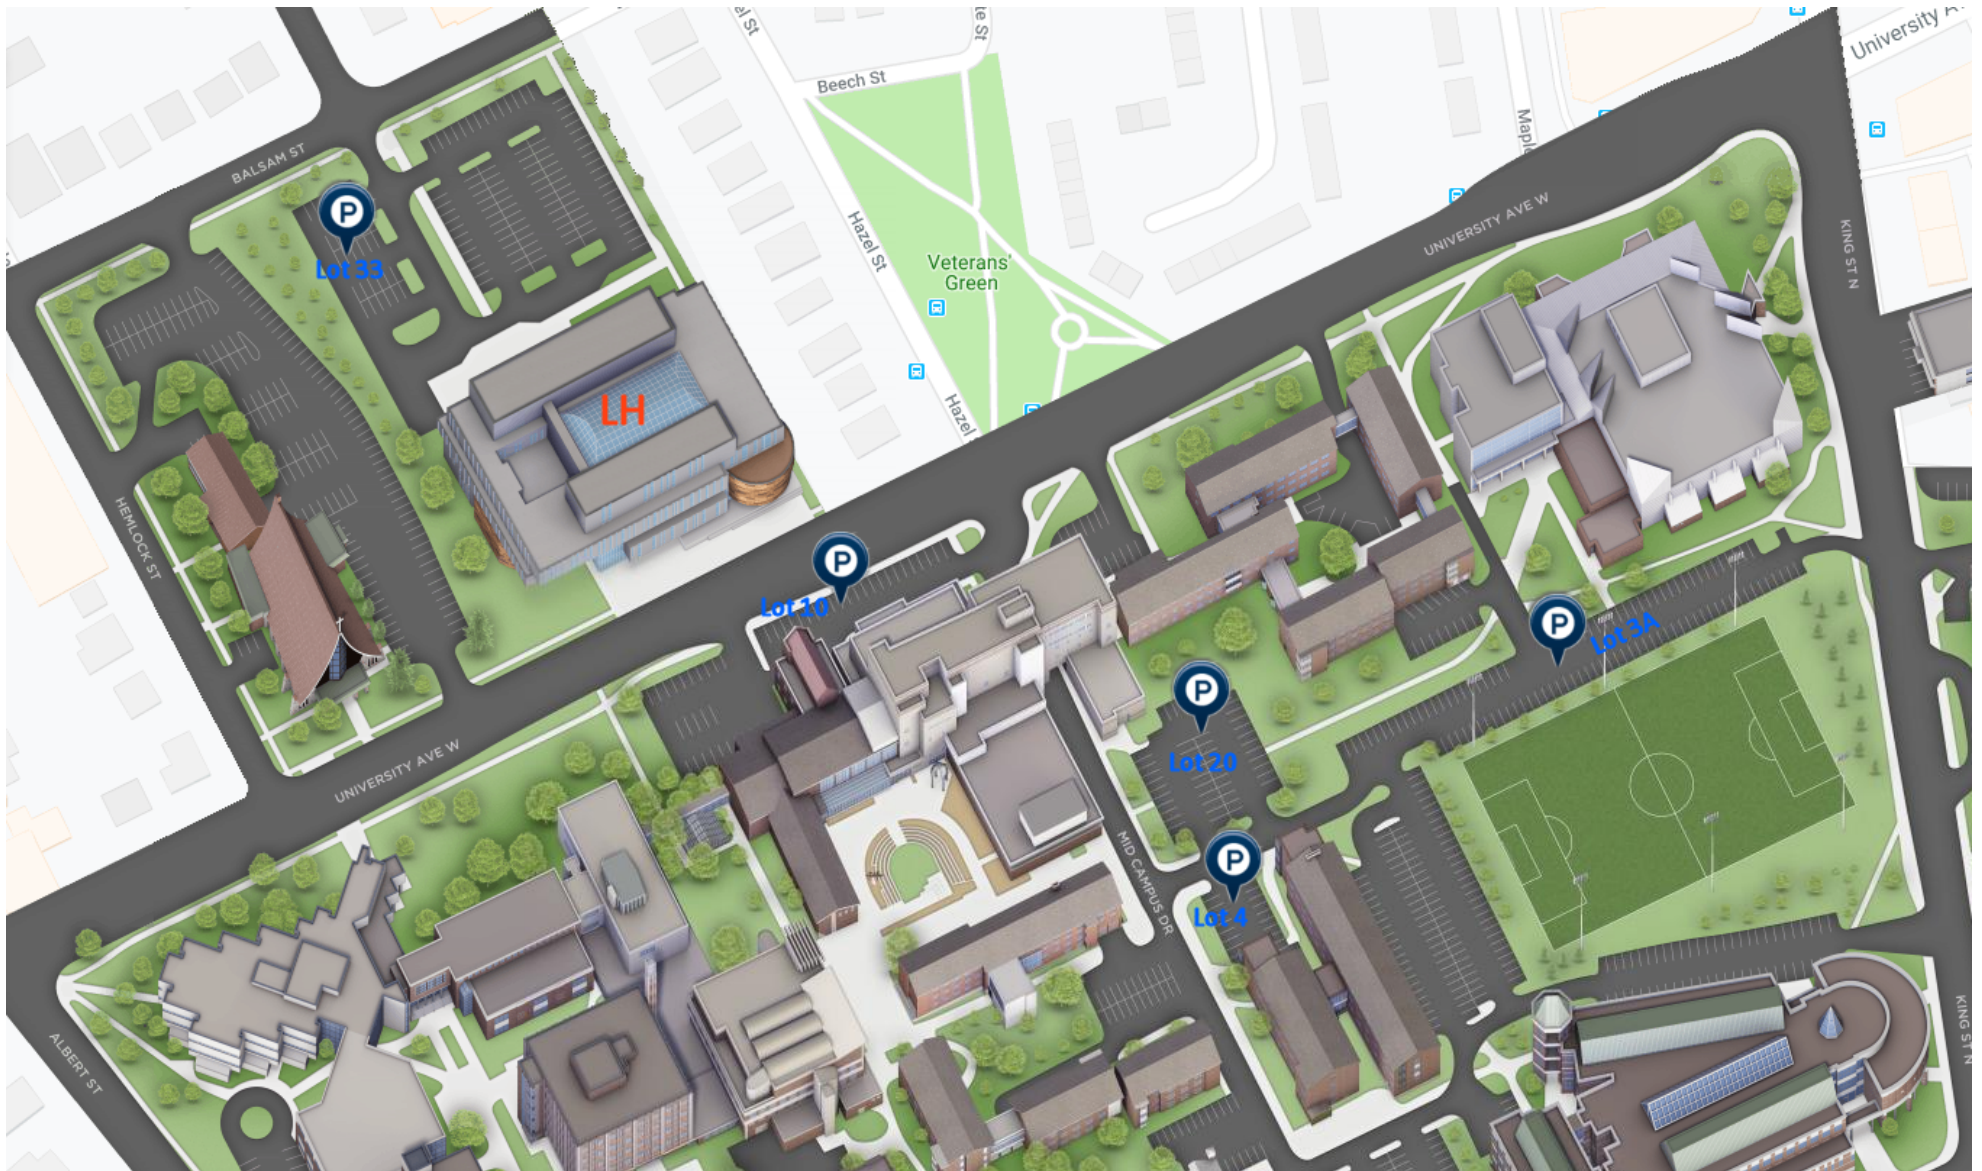 University A
Beech St
BALSAM ST
P
Lot 33
Hazel St
UNIVERSITY AVE W
KING ST N
Veterans'
Green
LH
Hazel
HEMLOCK ST
P
Lot 10
P
Lot 3A
P
Lot 20
UNIVERSITY AVE W
P
Lot 4
MID CAMPUS DR
ALBERT ST
KING ST N